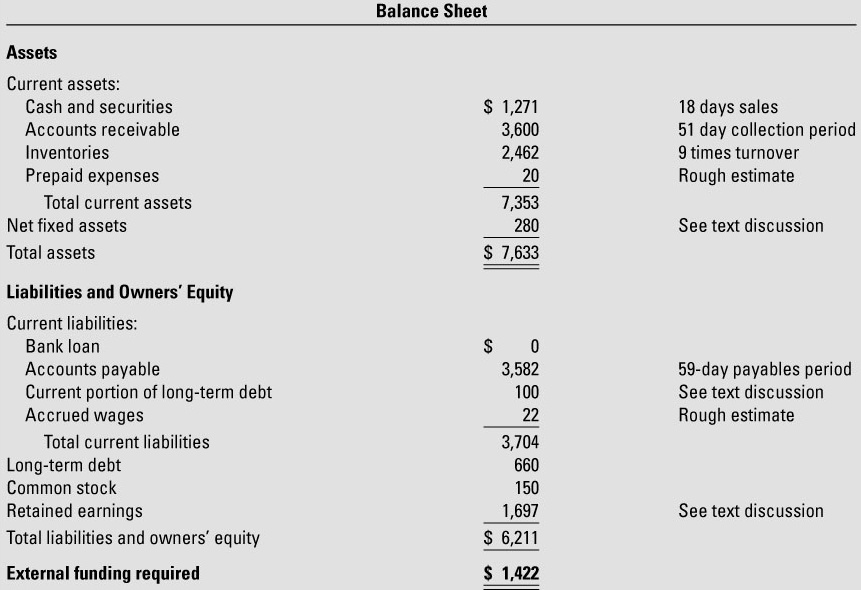 Balance Sheet
Assets
Current assets:
Cash and securities $ 1,271 18 days sales
Accounts receivable 3,600 51 day collection period
Inventories 2,462 9 times turnover
Prepaid expenses 20 Rough estimate
Total current assets 7,353
Net fixed assets 280 See text discussion
Total assets $ 7,633
Liabilities and Owners’ Equity
Current liabilities:
Bank loan $ 0
Accounts payable 3,582 59-day payables period
Current portion of long-term debt 100 See text discussion
Accrued wages 22 Rough estimate
Total current liabilities 3,704
Long-term debt 660
Common stock 150
Retained earnings 1,697 See text discussion
Total liabilities and owners’ equity $ 6,211
External funding required $ 1,422